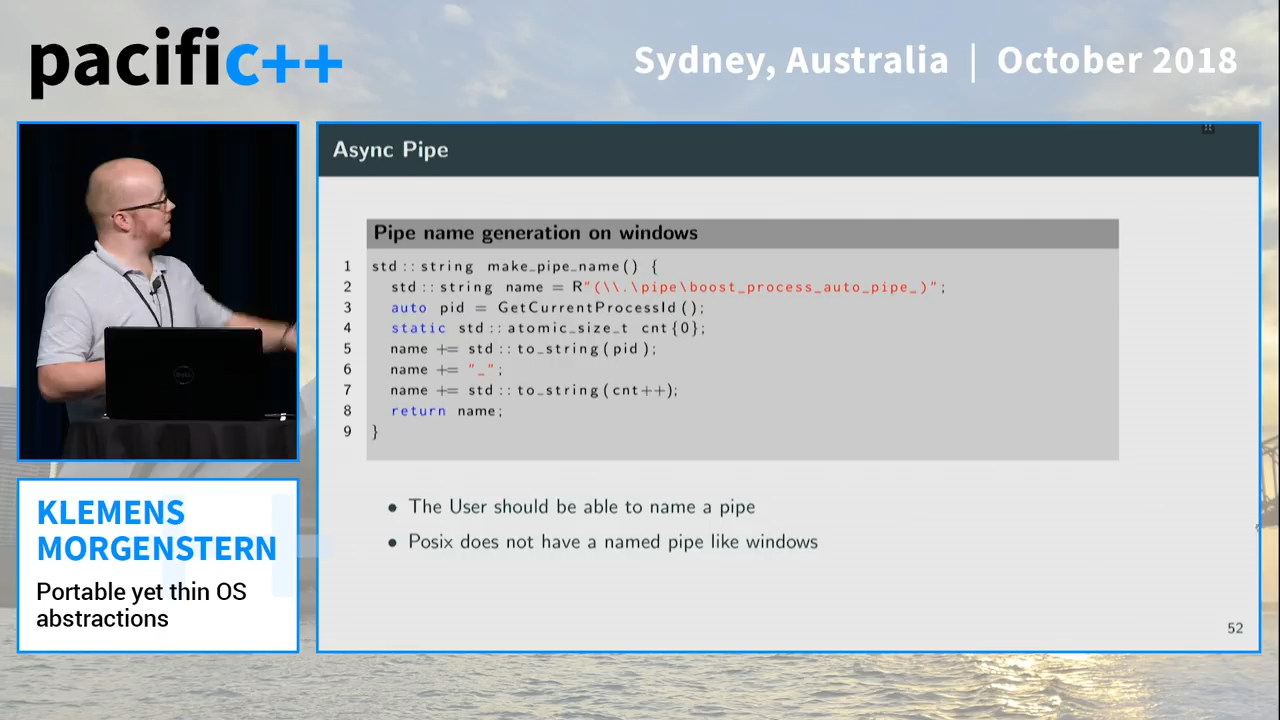 pacific++
Sydney, Australia | October 2018
Async Pipe
Pipe name generation on windows
1 std::string make_pipe_name() {
2 std::string name = R"(\\.\pipe\boost_process_auto_pipe_)";
3 auto pid = GetCurrentProcessId();
4 static std::atomic_size_t cnt{0};
5 name += std::to_string(pid);
6 name += "_";
7 name += std::to_string(cnt++);
8 return name;
9 }
• The User should be able to name a pipe
• Posix does not have a named pipe like windows
52
DELL
KLEMENS
MORGENSTERN
Portable yet thin OS
abstractions